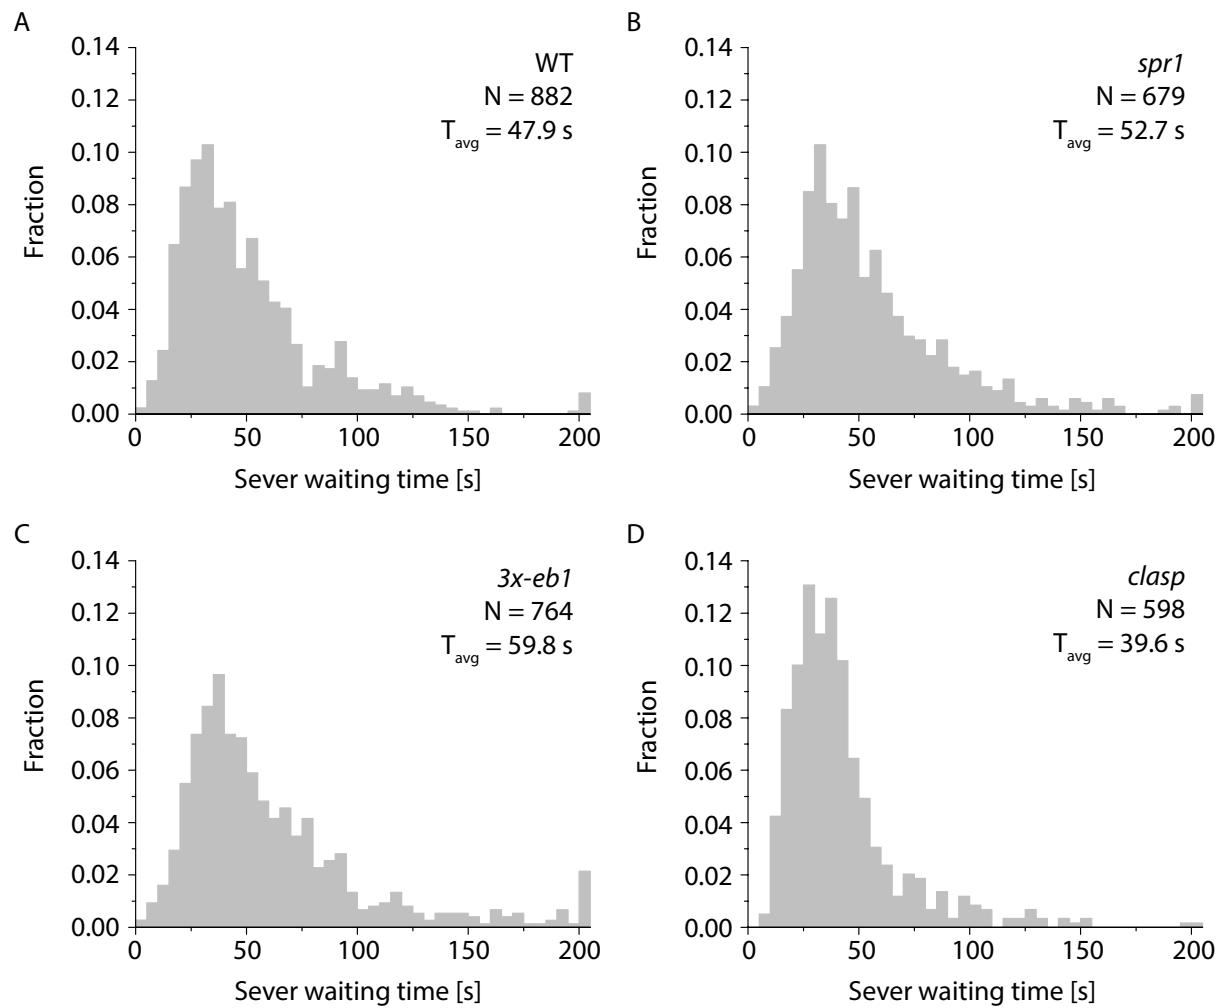 A
0.14
0.12
0.10
0.08
0.06
0.04
0.02
0.00
Fraction
WT
N = 882
Tavg = 47.9 s
0 50 100 150 200
Sever waiting time [s]
B
0.14
0.12
0.10
0.08
0.06
0.04
0.02
0.00
Fraction
spr1
N = 679
Tavg = 52.7 s
0 50 100 150 200
Sever waiting time [s]
C
0.14
0.12
0.10
0.08
0.06
0.04
0.02
0.00
Fraction
3x-eb1
N = 764
Tavg = 59.8 s
0 50 100 150 200
Sever waiting time [s]
D
0.14
0.12
0.10
0.08
0.06
0.04
0.02
0.00
Fraction
clasp
N = 598
Tavg = 39.6 s
0 50 100 150 200
Sever waiting time [s]